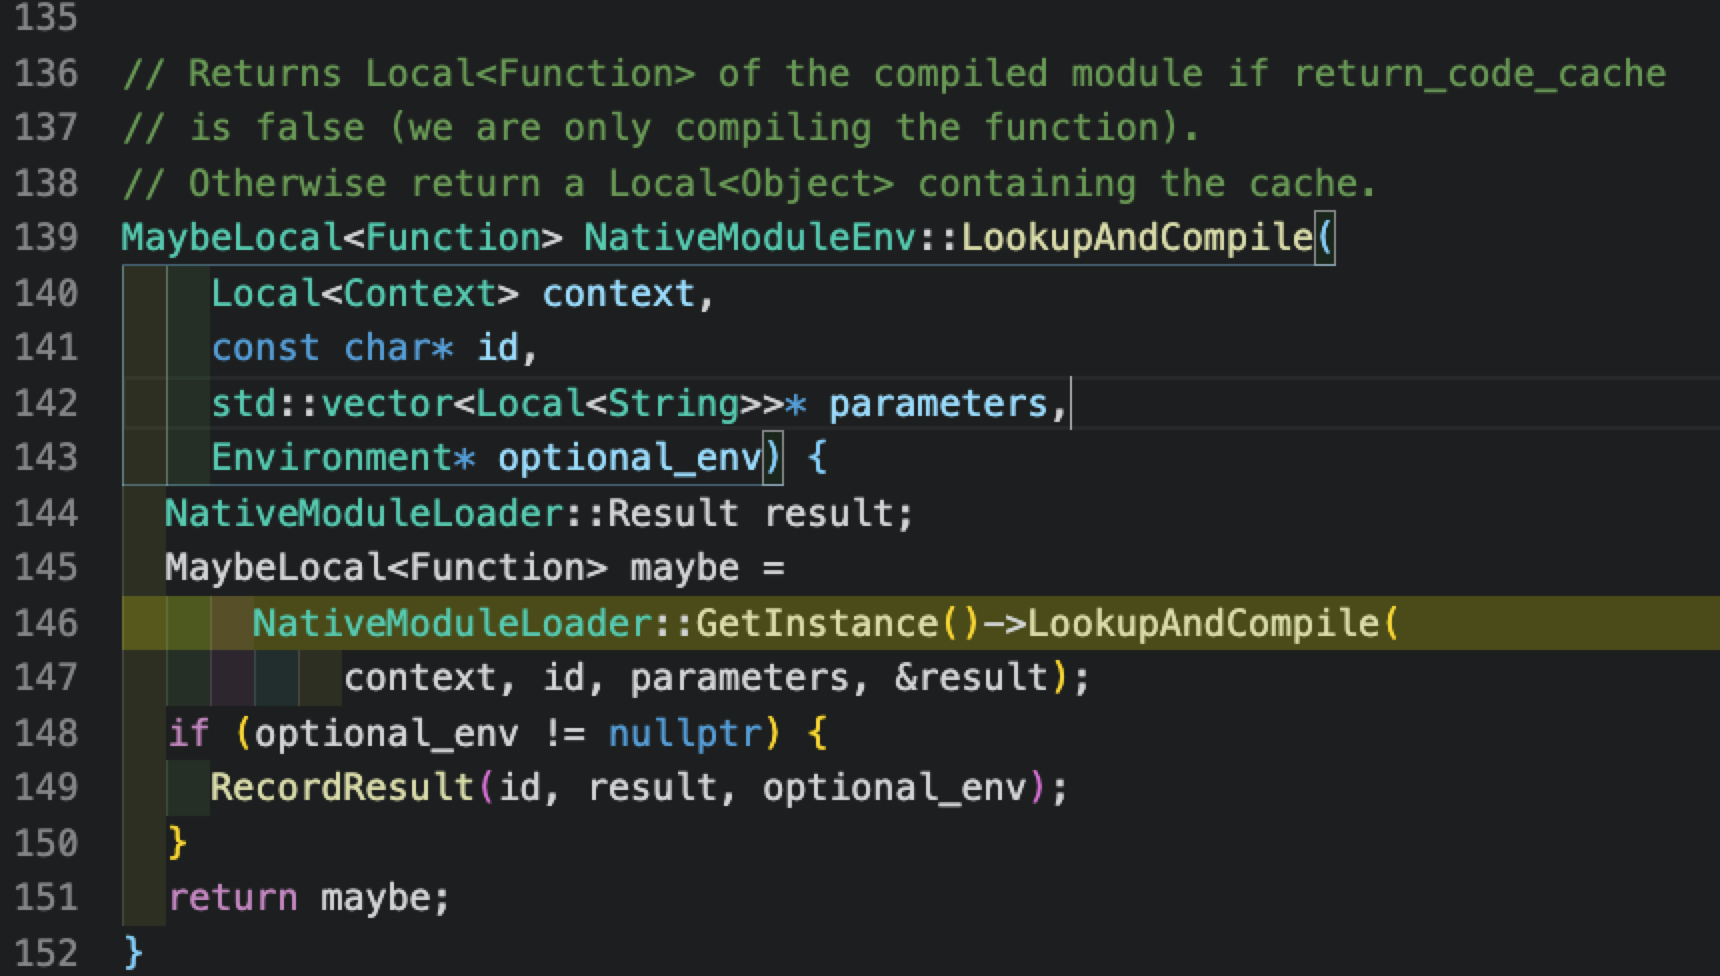 135
136 // Returns Local<Function> of the compiled module if return_code_cache
137 // is false (we are only compiling the function).
138 // Otherwise return a Local<Object> containing the cache.
139 MaybeLocal<Function> NativeModuleEnv::LookupAndCompile(
140     Local<Context> context,
141     const char* id,
142     std::vector<Local<String>>* parameters,
143     Environment* optional_env) {
144   NativeModuleLoader::Result result;
145   MaybeLocal<Function> maybe =
146       NativeModuleLoader::GetInstance()->LookupAndCompile(
147           context, id, parameters, &result);
148   if (optional_env != nullptr) {
149     RecordResult(id, result, optional_env);
150   }
151   return maybe;
152 }